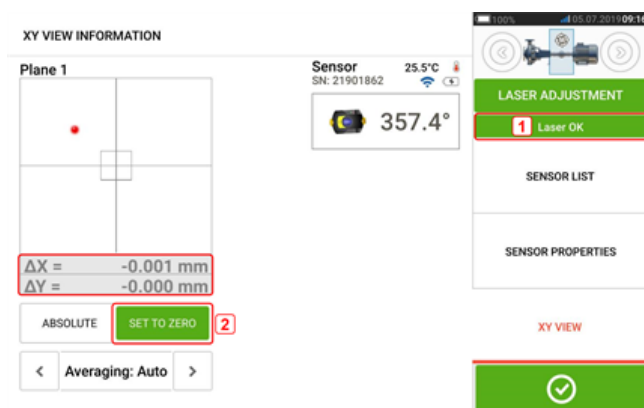 XY VIEW INFORMATION
Plane 1
Sensor 25.5°C
SN: 21901862
357.4°
ΔX = -0.001 mm
ΔY = -0.000 mm
ABSOLUTE
SET TO ZERO
2
< Averaging: Auto >
100% 05.07.2019 09:16
LASER ADJUSTMENT
1 Laser OK
SENSOR LIST
SENSOR PROPERTIES
XY VIEW